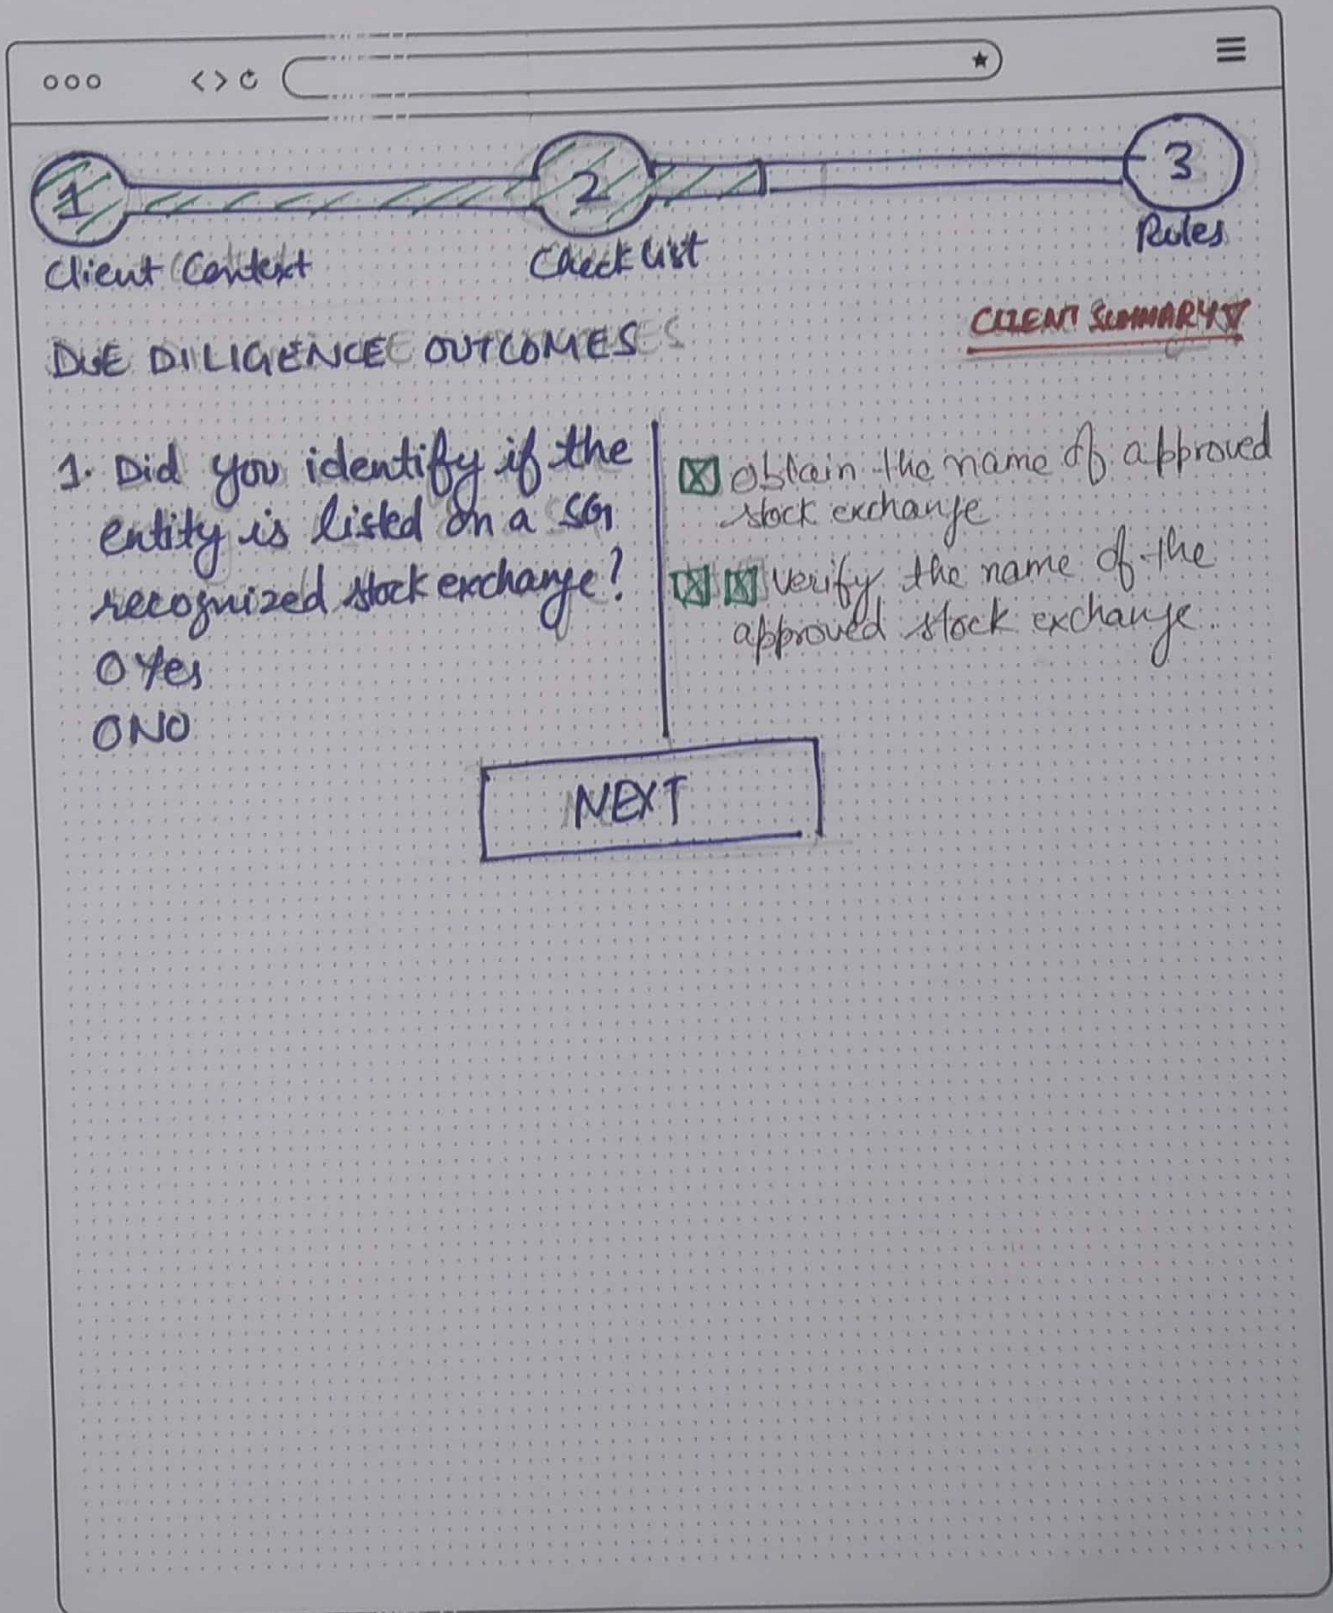 1
2
3
Client Context
Check list
Rules
CLIENT SUMMARY
DUE DILIGENCE OUTCOMES
1. Did you identify if the
entity is listed on a SG
recognized stock exchange?
Yes
NO
obtain the name of approved
stock exchange
verify the name of the
approved stock exchange.
NEXT